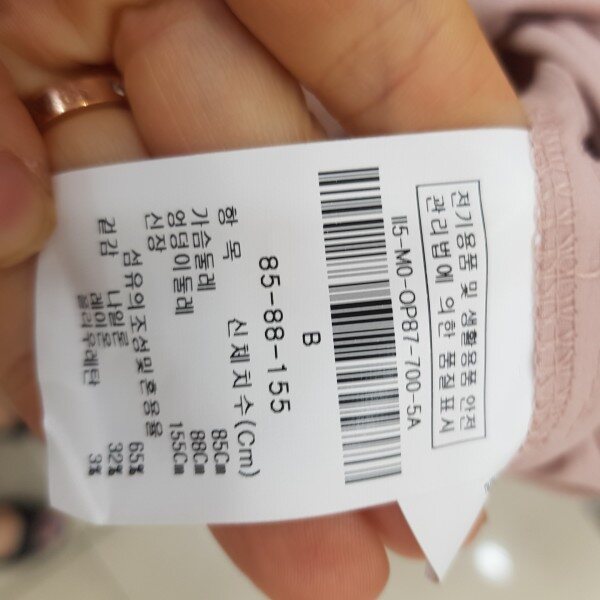 전기용품 및 생활용품 안전
관리법에 의한 품질표시
II5-M0-OP87-700-5A
B
85-88-155
항 목 신체치수(Cm)
가슴둘레 85Cm
엉덩이둘레 88Cm
신장 155Cm
섬유의조성및혼용율
겉감 나일론 65%
레이온 32%
폴리우레탄 3%